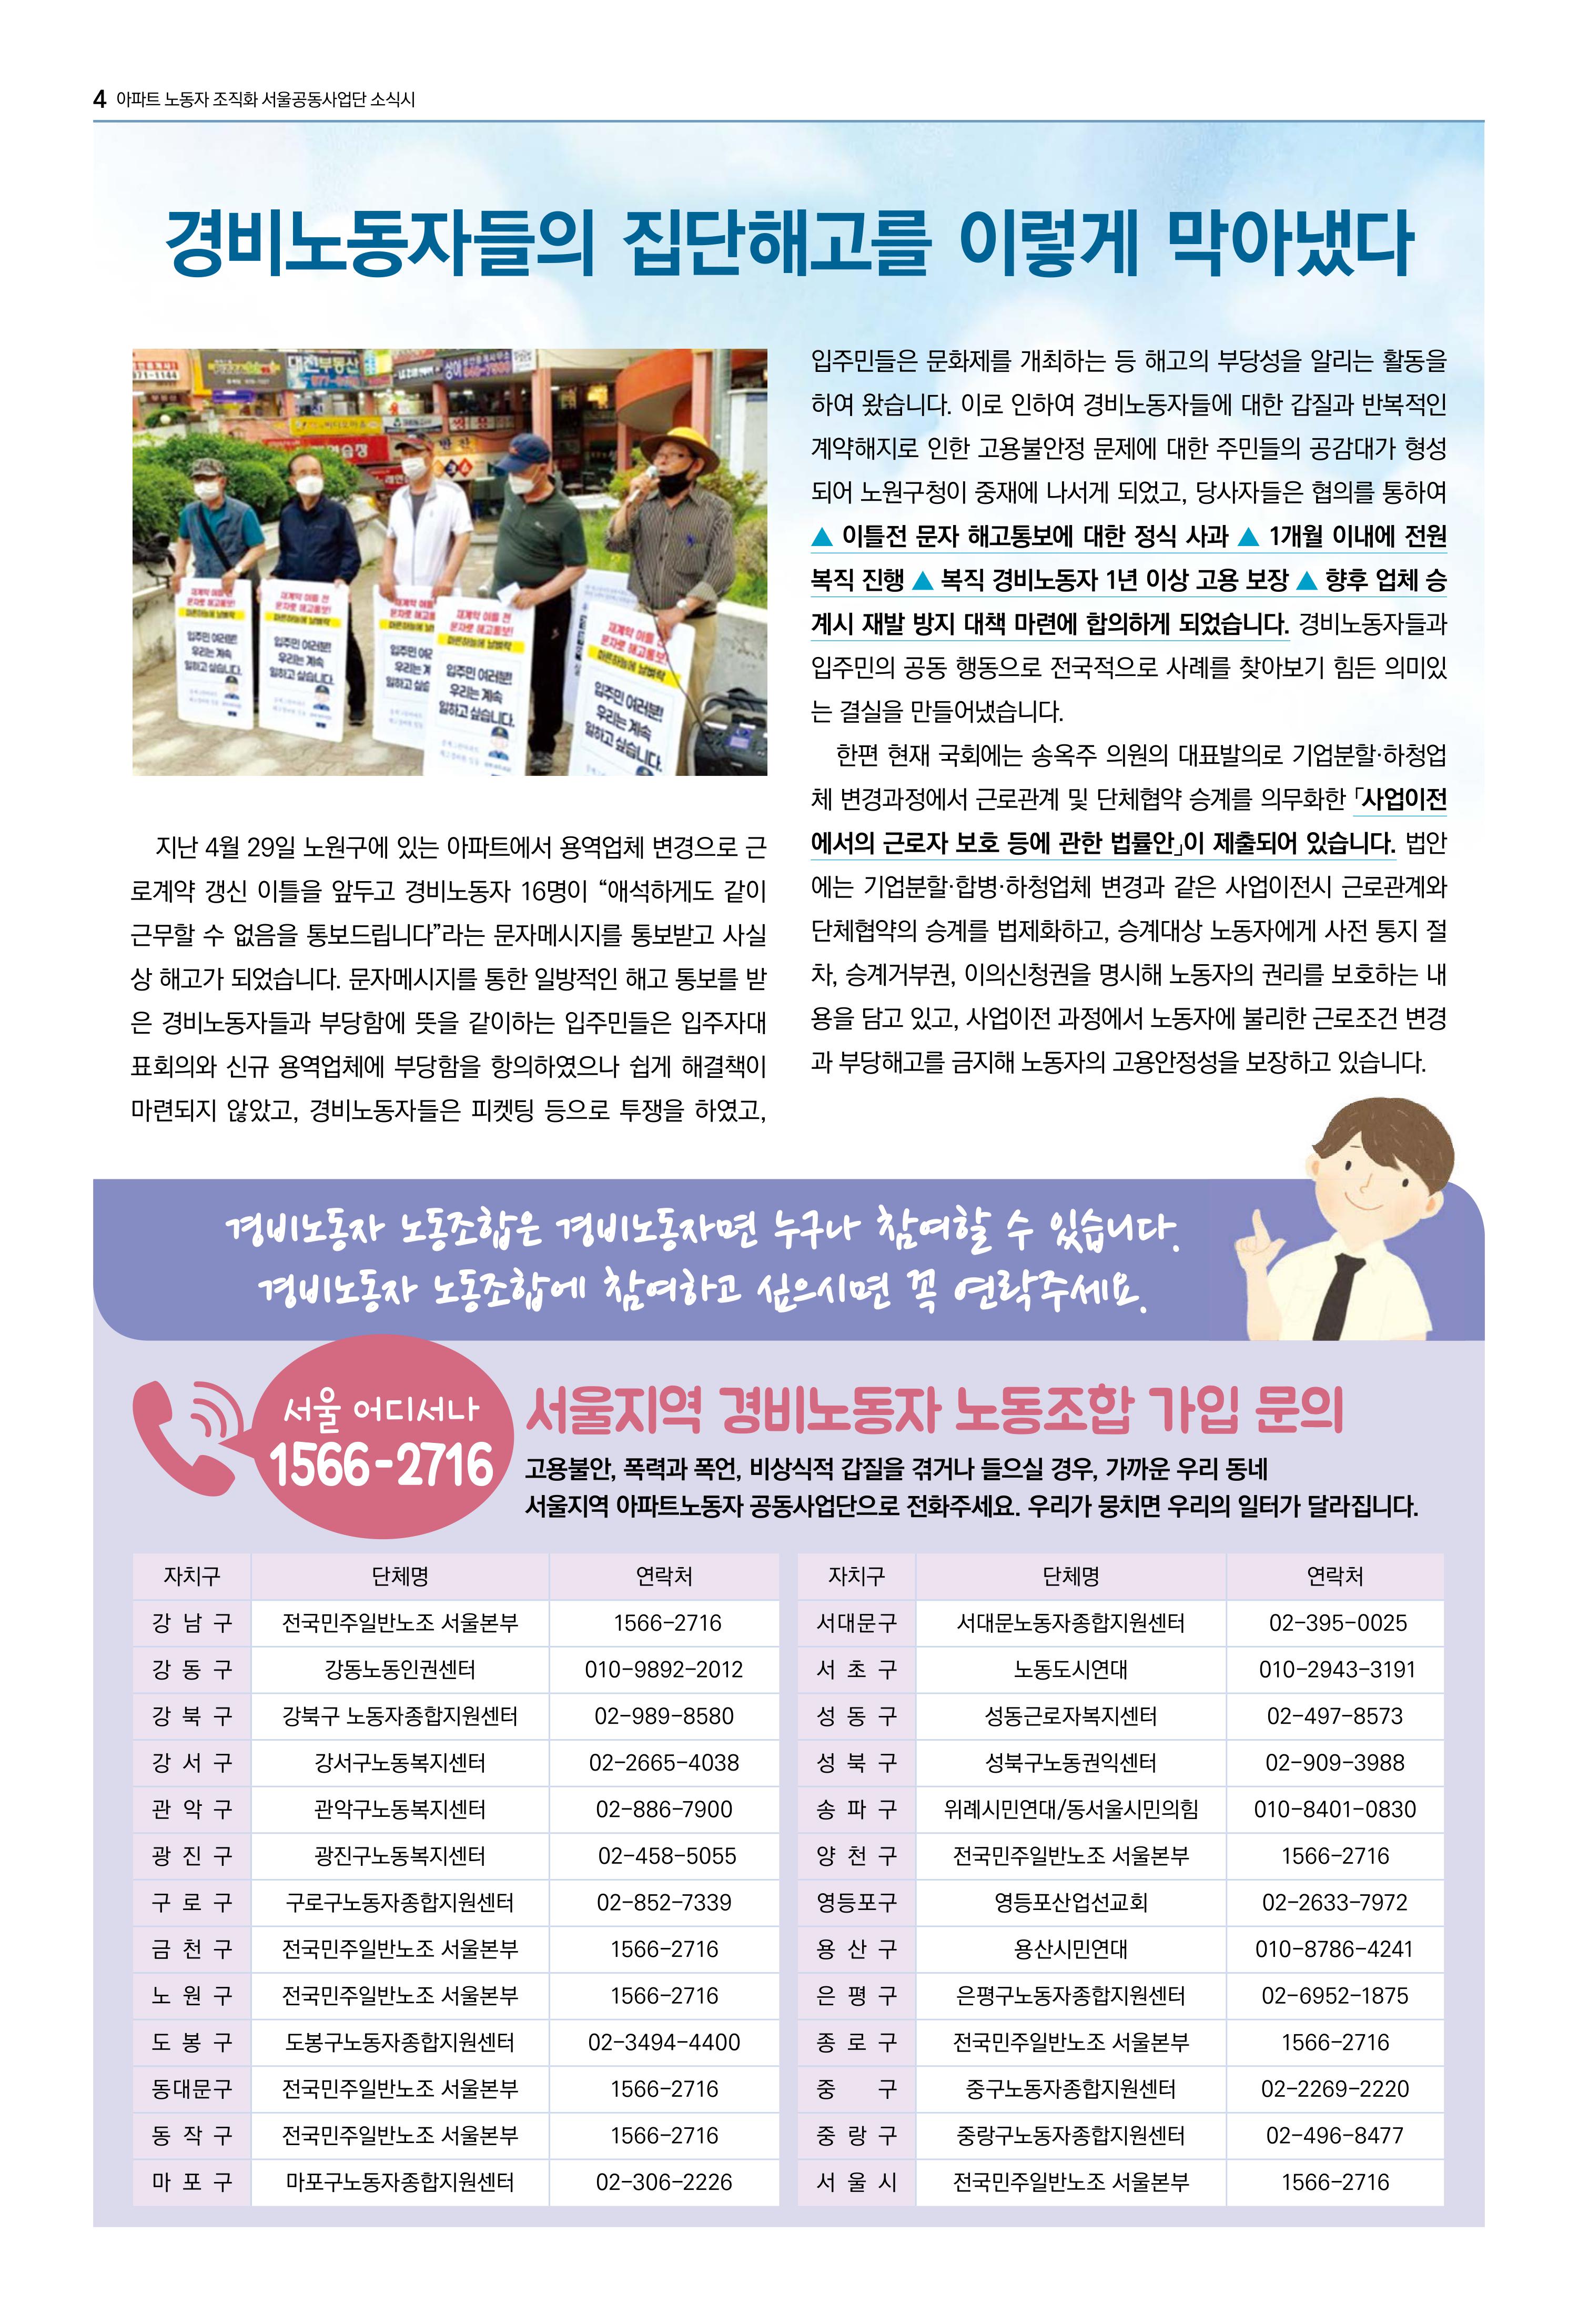 4 아파트 노동자 조직화 서울공동사업단 소식시
경비노동자들의 집단해고를 이렇게 막아냈다
대전부동산
재계약 이틀 전
문자로 해고통보!
마른하늘에 날벼락
입주민 여러분!
우리는 계속
일하고 싶습니다.
지난 4월 29일 노원구에 있는 아파트에서 용역업체 변경으로 근
로계약 갱신 이틀을 앞두고 경비노동자 16명이 “애석하게도 같이
근무할 수 없음을 통보드립니다”라는 문자메시지를 통보받고 사실
상 해고가 되었습니다. 문자메시지를 통한 일방적인 해고 통보를 받
은 경비노동자들과 부당함에 뜻을 같이하는 입주민들은 입주자대
표회의와 신규 용역업체에 부당함을 항의하였으나 쉽게 해결책이
마련되지 않았고, 경비노동자들은 피켓팅 등으로 투쟁을 하였고,
입주민들은 문화제를 개최하는 등 해고의 부당성을 알리는 활동을
하여 왔습니다. 이로 인하여 경비노동자들에 대한 갑질과 반복적인
계약해지로 인한 고용불안정 문제에 대한 주민들의 공감대가 형성
되어 노원구청이 중재에 나서게 되었고, 당사자들은 협의를 통하여
▲ 이틀전 문자 해고통보에 대한 정식 사과 ▲ 1개월 이내에 전원
복직 진행 ▲ 복직 경비노동자 1년 이상 고용 보장 ▲ 향후 업체 승
계시 재발 방지 대책 마련에 합의하게 되었습니다. 경비노동자들과
입주민의 공동 행동으로 전국적으로 사례를 찾아보기 힘든 의미있
는 결실을 만들어냈습니다.
한편 현재 국회에는 송옥주 의원의 대표발의로 기업분할·하청업
체 변경과정에서 근로관계 및 단체협약 승계를 의무화한 「사업이전
에서의 근로자 보호 등에 관한 법률안」이 제출되어 있습니다. 법안
에는 기업분할·합병·하청업체 변경과 같은 사업이전시 근로관계와
단체협약의 승계를 법제화하고, 승계대상 노동자에게 사전 통지 절
차, 승계거부권, 이의신청권을 명시해 노동자의 권리를 보호하는 내
용을 담고 있고, 사업이전 과정에서 노동자에 불리한 근로조건 변경
과 부당해고를 금지해 노동자의 고용안정성을 보장하고 있습니다.
경비노동자 노동조합은 경비노동자면 누구나 참여할 수 있습니다.
경비노동자 노동조합에 참여하고 싶으시면 꼭 연락주세요.
서울 어디서나
1566-2716
서울지역 경비노동자 노동조합 가입 문의
고용불안, 폭력과 폭언, 비상식적 갑질을 겪거나 들으실 경우, 가까운 우리 동네
서울지역 아파트노동자 공동사업단으로 전화주세요. 우리가 뭉치면 우리의 일터가 달라집니다.
자치구 단체명 연락처
강 남 구 전국민주일반노조 서울본부 1566-2716
강 동 구 강동노동인권센터 010-9892-2012
강 북 구 강북구 노동자종합지원센터 02-989-8580
강 서 구 강서구노동복지센터 02-2665-4038
관 악 구 관악구노동복지센터 02-886-7900
광 진 구 광진구노동복지센터 02-458-5055
구 로 구 구로구노동자종합지원센터 02-852-7339
금 천 구 전국민주일반노조 서울본부 1566-2716
노 원 구 전국민주일반노조 서울본부 1566-2716
도 봉 구 도봉구노동자종합지원센터 02-3494-4400
동대문구 전국민주일반노조 서울본부 1566-2716
동 작 구 전국민주일반노조 서울본부 1566-2716
마 포 구 마포구노동자종합지원센터 02-306-2226
자치구 단체명 연락처
서대문구 서대문노동자종합지원센터 02-395-0025
서 초 구 노동도시연대 010-2943-3191
성 동 구 성동근로자복지센터 02-497-8573
성 북 구 성북구노동권익센터 02-909-3988
송 파 구 위례시민연대/동서울시민의힘 010-8401-0830
양 천 구 전국민주일반노조 서울본부 1566-2716
영등포구 영등포산업선교회 02-2633-7972
용 산 구 용산시민연대 010-8786-4241
은 평 구 은평구노동자종합지원센터 02-6952-1875
종 로 구 전국민주일반노조 서울본부 1566-2716
중 구 중구노동자종합지원센터 02-2269-2220
중 랑 구 중랑구노동자종합지원센터 02-496-8477
서 울 시 전국민주일반노조 서울본부 1566-2716